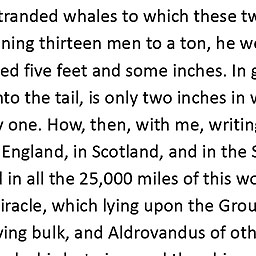 tranded whales to which these tw
ning thirteen men to a ton, he we
ed five feet and some inches. In g
nto the tail, is only two inches in w
y one. How, then, with me, writing
England, in Scotland, and in the S
l in all the 25,000 miles of this wo
iracle, which lying upon the Grou
ving bulk, and Aldrovandus of oth